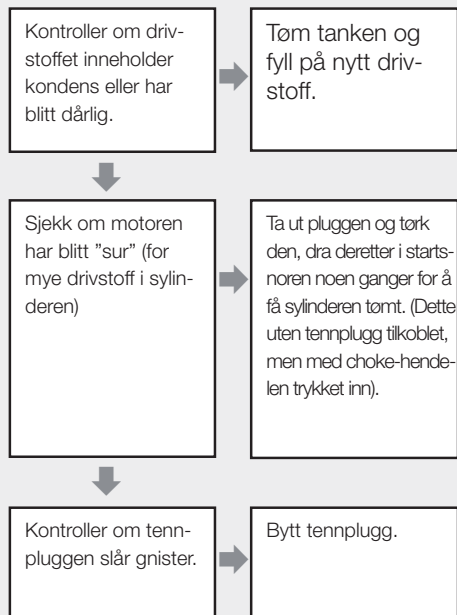 Kontroller om driv-
stoffet inneholder
kondens eller har
blitt dårlig.
Tøm tanken og
fyll på nytt driv-
stoff.
Sjekk om motoren
har blitt ”sur” (for
mye drivstoff i sylin-
deren)
Ta ut pluggen og tørk
den, dra deretter i starts-
noren noen ganger for å
få sylinderen tømt. (Dette
uten tennplugg tilkoblet,
men med choke-hende-
len trykket inn).
Kontroller om tenn-
pluggen slår gnister.
Bytt tennplugg.